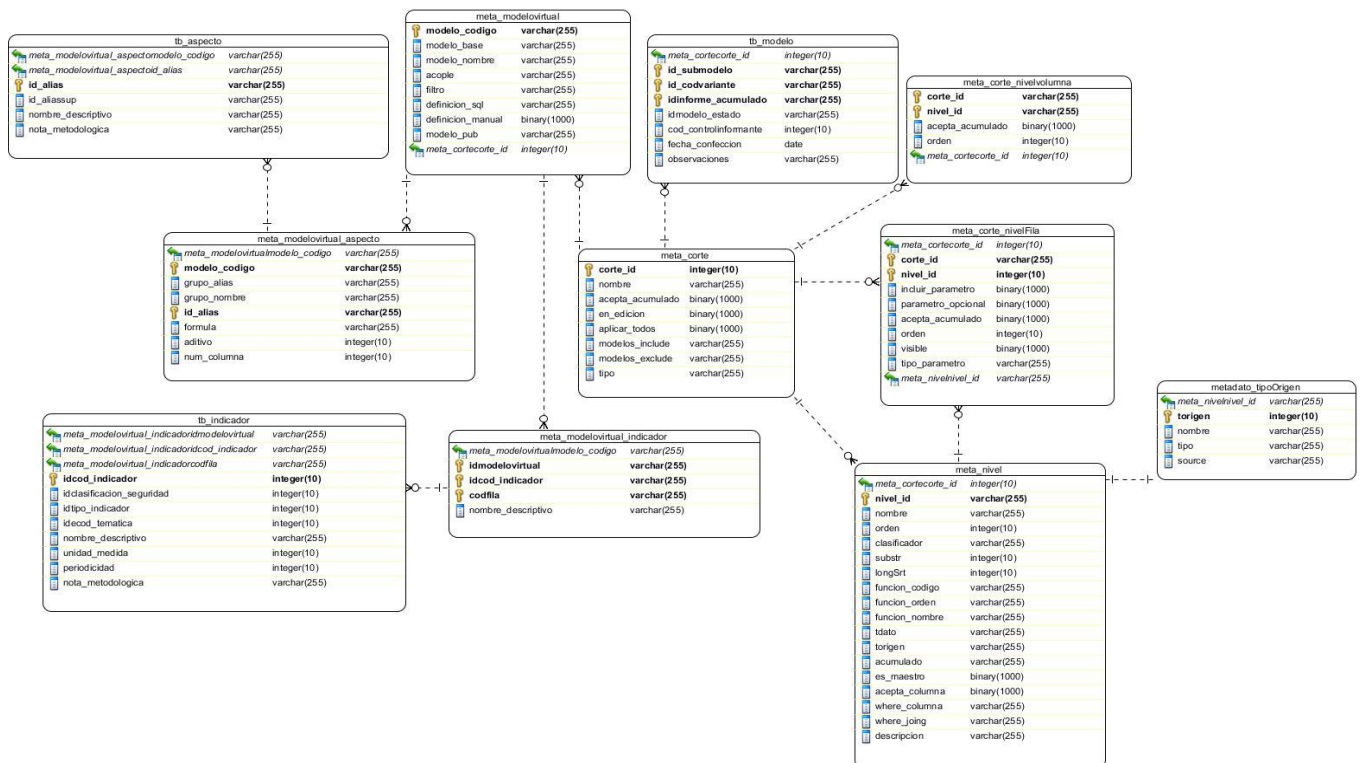 tb_aspecto
meta_modelovirtual_aspectomodelo_codigo varchar(255)
meta_modelovirtual_aspectoid_alias varchar(255)
id_alias varchar(255)
id_aliassup varchar(255)
nombre_descriptivo varchar(255)
nota_metodologica varchar(255)
meta_modelovirtual
modelo_codigo varchar(255)
modelo_base varchar(255)
modelo_nombre varchar(255)
acople varchar(255)
filtro varchar(255)
definicion_sql varchar(255)
definicion_manual binary(1000)
modelo_pub varchar(255)
meta_cortecorte_id integer(10)
tb_modelo
meta_cortecorte_id integer(10)
id_submodelo varchar(255)
id_codvariante varchar(255)
idinforme_acumulado varchar(255)
idmodelo_estado varchar(255)
cod_controlinformante integer(10)
fecha_confeccion date
observaciones varchar(255)
meta_corte_nivelvolumna
corte_id varchar(255)
nivel_id varchar(255)
acepta_acumulado binary(1000)
orden integer(10)
meta_cortecorte_id integer(10)
meta_modelovirtual_aspecto
meta_modelovirtualmodelo_codigo varchar(255)
modelo_codigo varchar(255)
grupo_alias varchar(255)
grupo_nombre varchar(255)
id_alias varchar(255)
formula varchar(255)
aditivo integer(10)
num_columna integer(10)
meta_corte
corte_id integer(10)
nombre varchar(255)
acepta_acumulado binary(1000)
en_edicion binary(1000)
aplicar_todos binary(1000)
modelos_include varchar(255)
modelos_exclude varchar(255)
tipo varchar(255)
meta_corte_nivelFila
meta_cortecorte_id integer(10)
corte_id varchar(255)
nivel_id integer(10)
incluir_parametro binary(1000)
parametro_opcional binary(1000)
acepta_acumulado binary(1000)
orden integer(10)
visible binary(1000)
tipo_parametro varchar(255)
meta_nivelnivel_id varchar(255)
metadato_tipoOrigen
meta_nivelnivel_id varchar(255)
torigen integer(10)
nombre varchar(255)
tipo varchar(255)
source varchar(255)
tb_indicador
meta_modelovirtual_indicadoridmodelovirtual varchar(255)
meta_modelovirtual_indicadoridcod_indicador varchar(255)
meta_modelovirtual_indicadorcodfila varchar(255)
idcod_indicador integer(10)
idclasificacion_seguridad integer(10)
idtipo_indicador integer(10)
idecod_tematica integer(10)
nombre_descriptivo varchar(255)
unidad_medida integer(10)
periodicidad integer(10)
nota_metodologica varchar(255)
meta_modelovirtual_indicador
meta_modelovirtualmodelo_codigo varchar(255)
idmodelovirtual varchar(255)
idcod_indicador varchar(255)
codfila varchar(255)
nombre_descriptivo varchar(255)
meta_nivel
meta_cortecorte_id integer(10)
nivel_id varchar(255)
nombre varchar(255)
orden integer(10)
clasificador varchar(255)
substr integer(10)
longSrt integer(10)
funcion_codigo varchar(255)
funcion_orden varchar(255)
funcion_nombre varchar(255)
tdato varchar(255)
torigen varchar(255)
acumulado varchar(255)
es_maestro binary(1000)
acepta_columna binary(1000)
where_columna varchar(255)
where_joing varchar(255)
descripcion varchar(255)